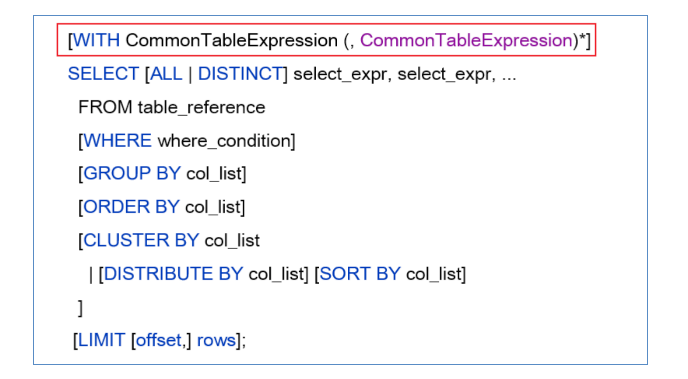 [WITH CommonTableExpression (, CommonTableExpression)*]
SELECT [ALL | DISTINCT] select_expr, select_expr, ...
FROM table_reference
[WHERE where_condition]
[GROUP BY col_list]
[ORDER BY col_list]
[CLUSTER BY col_list
| [DISTRIBUTE BY col_list] [SORT BY col_list]
]
[LIMIT [offset,] rows];